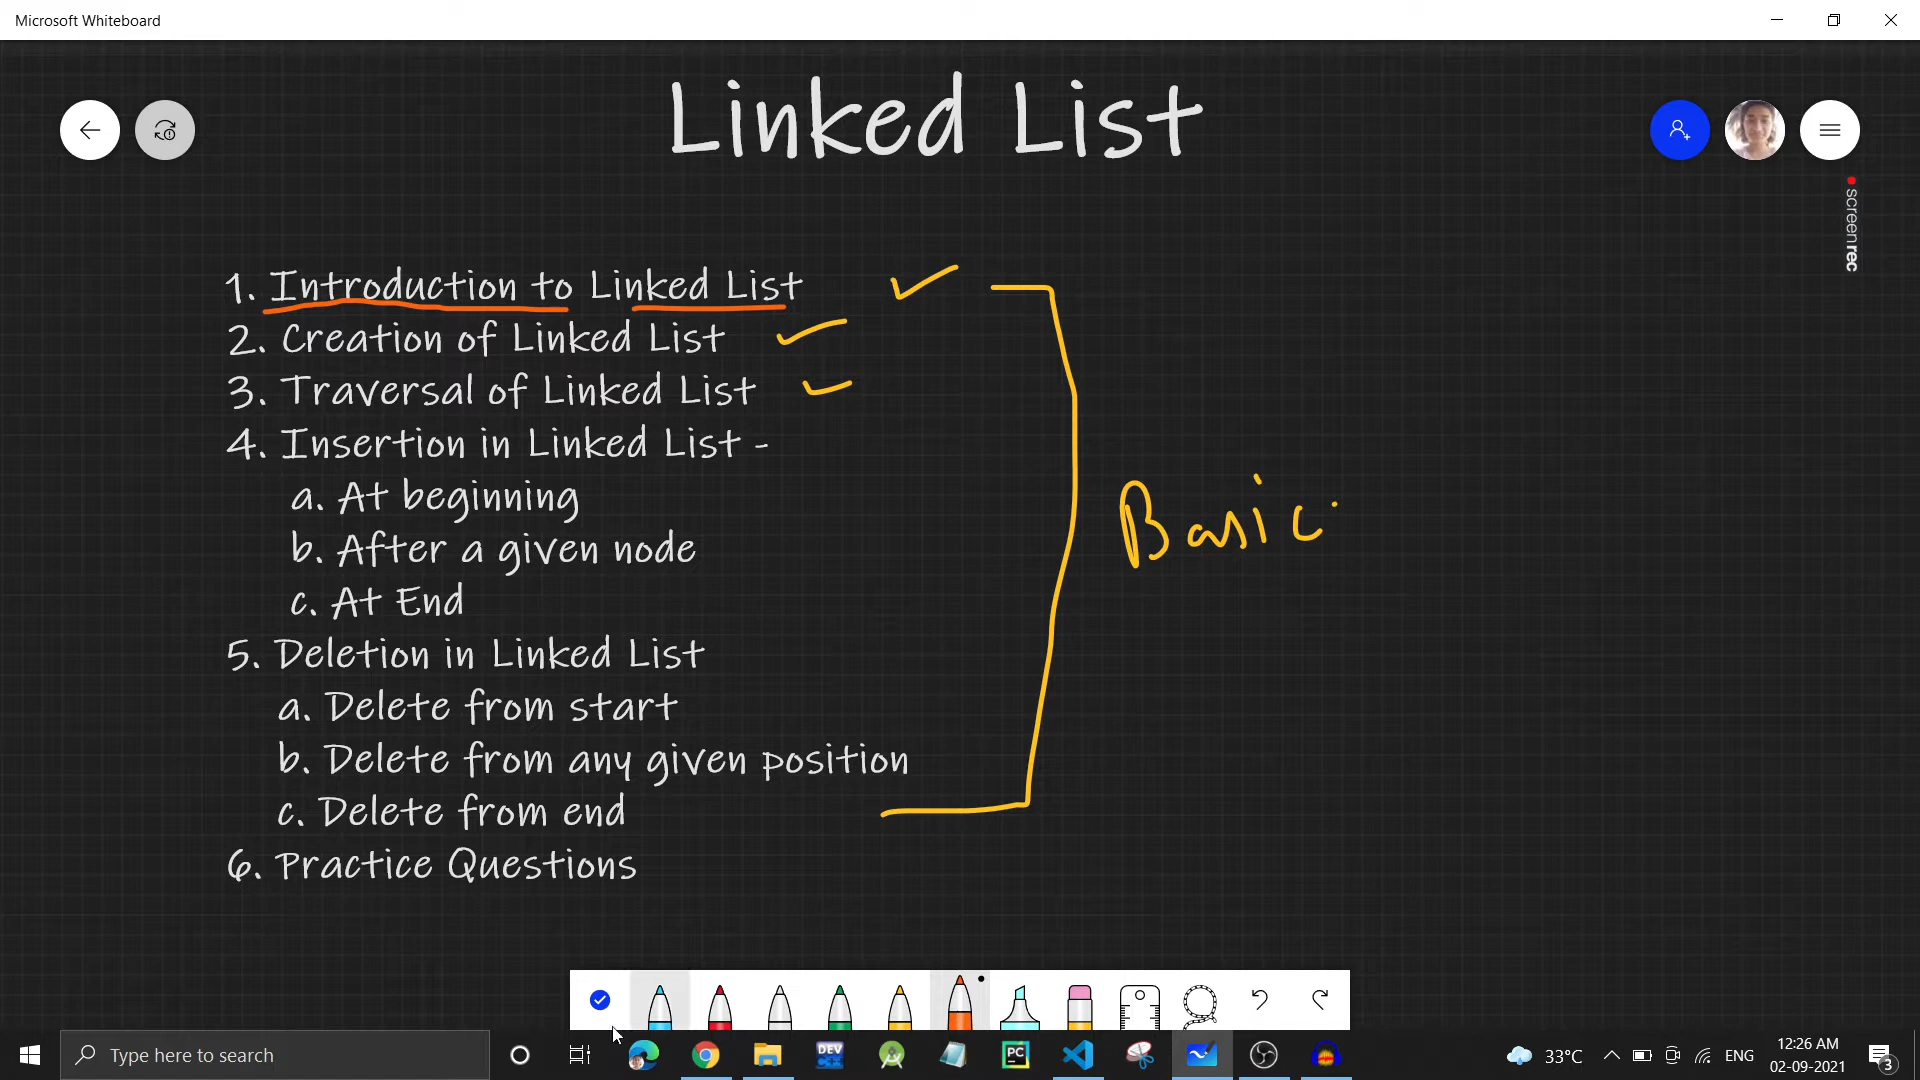 Microsoft Whiteboard
Linked List
screenrec
1. Introduction to Linked List
2. Creation of Linked List
3. Traversal of Linked List
4. Insertion in Linked List -
a. At beginning
b. After a given node
c. At End
5. Deletion in Linked List
a. Delete from start
b. Delete from any given position
c. Delete from end
6. Practice Questions
Basic
Type here to search
DEV
PC
33°C
ENG
12:26 AM
02-09-2021
3